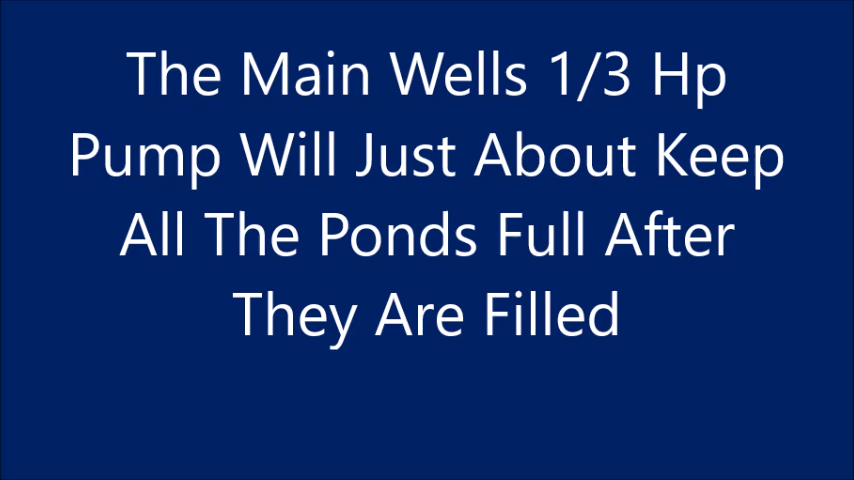 The Main Wells 1/3 Hp
Pump Will Just About Keep
All The Ponds Full After
They Are Filled